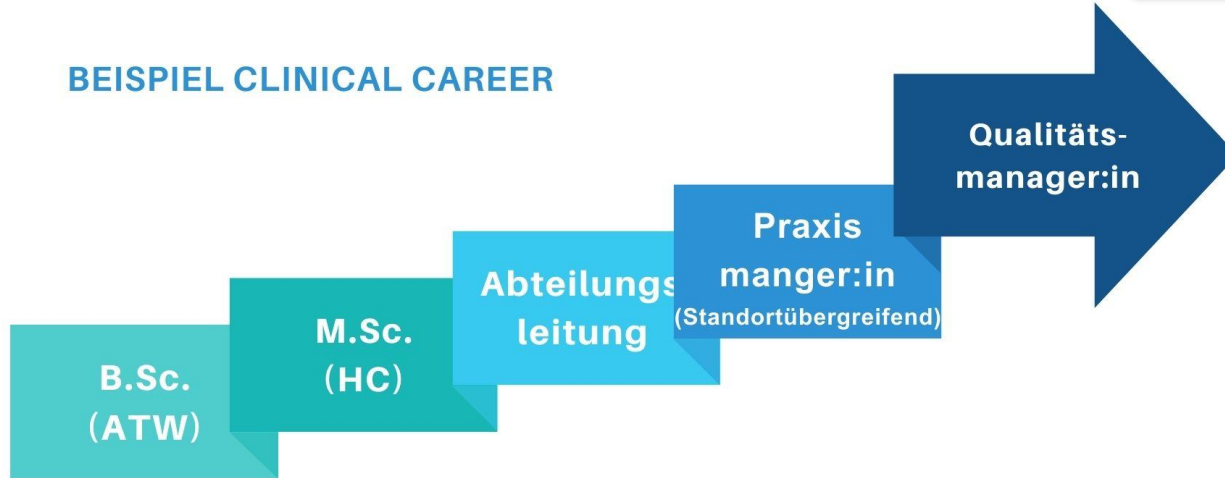 BEISPIEL CLINICAL CAREER
B.Sc.
(ATW)
M.Sc.
(HC)
Abteilungs
leitung
Praxis
manger:in
(Standortübergreifend)
Qualitäts-
manager:in